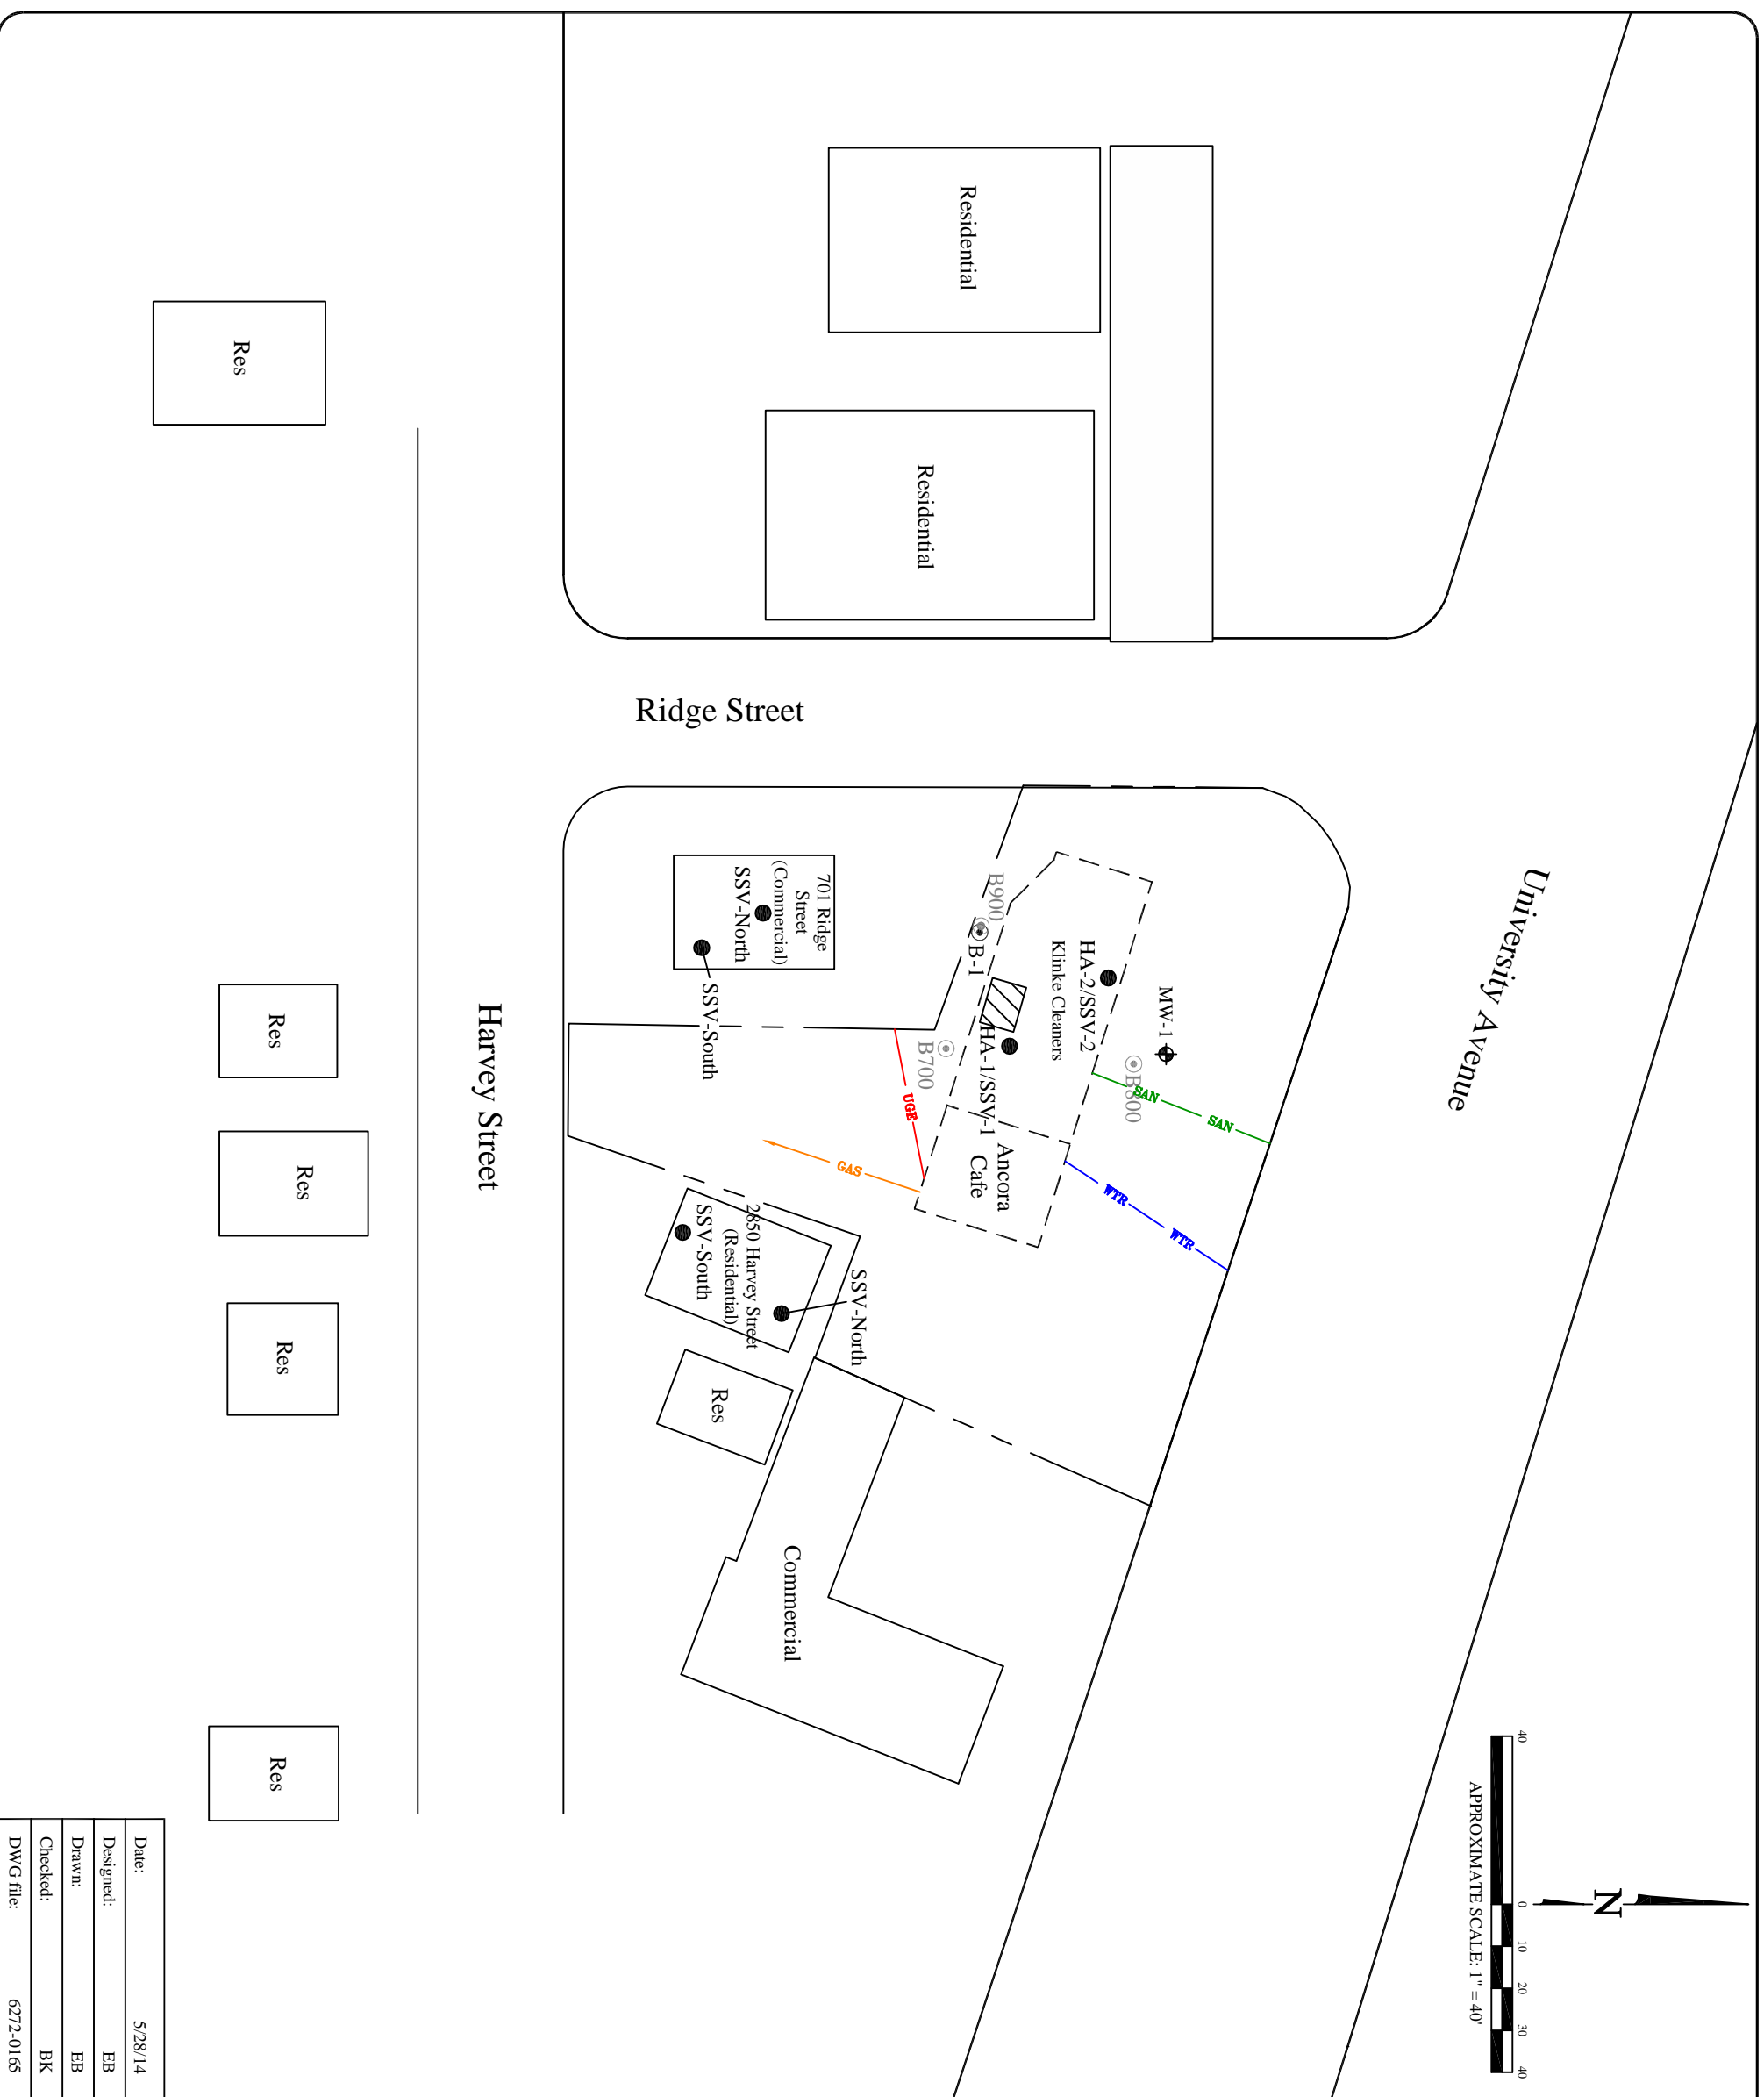 University Avenue
Ridge Street
Harvey Street
Residential
Residential
Res
Res
Res
Res
Res
Res
Commercial
MW-1
B800
HA-2/SSV-2
Klinke Cleaners
B900
B-1
HA-1/SSV-1
B700
Ancora
Cafe
SAN
SAN
WTR
WTR
UGE
GAS
701 Ridge
Street
(Commercial)
SSV-North
SSV-South
SSV-North
2850 Harvey Street
(Residential)
SSV-South
N
40 0 10 20 30 40
APPROXIMATE SCALE: 1" = 40'
Date: 5/28/14
Designed: EB
Drawn: EB
Checked: BK
DWG file: 6272-0165